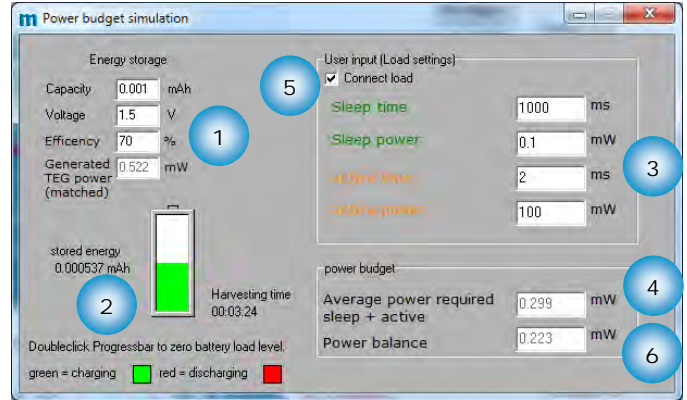 m Power budget simulation
Energy storage
Capacity 0.001 mAh
Voltage 1.5 V
Efficency 70 %
Generated TEG power (matched) 0.522 mW
1
stored energy
0.000537 mAh
2
Harvesting time
00:03:24
Doubleclick Progressbar to zero battery load level.
green = charging red = discharging
User input (Load settings)
5
Connect load
Sleep time 1000 ms
Sleep power 0.1 mW
Active time 2 ms
Active power 100 mW
3
power budget
Average power required
sleep + active 0.299 mW
4
Power balance 0.223 mW
6